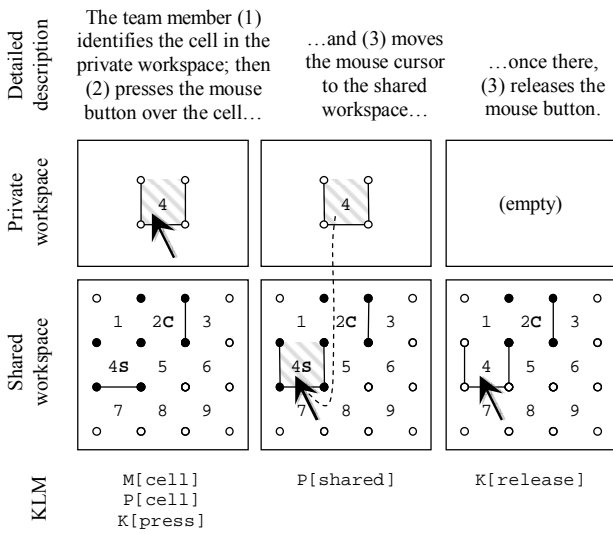 Detailed description
The team member (1)
identifies the cell in the
private workspace; then
(2) presses the mouse
button over the cell…
…and (3) moves
the mouse cursor
to the shared
workspace…
…once there,
(3) releases the
mouse button.
Private workspace
4
4
(empty)
Shared workspace
1 2C 3
4S 5 6
7 8 9
1 2C 3
4S 5 6
7 8 9
1 2C 3
4 5 6
7 8 9
KLM
M[cell]
P[cell]
K[press]
P[shared]
K[release]